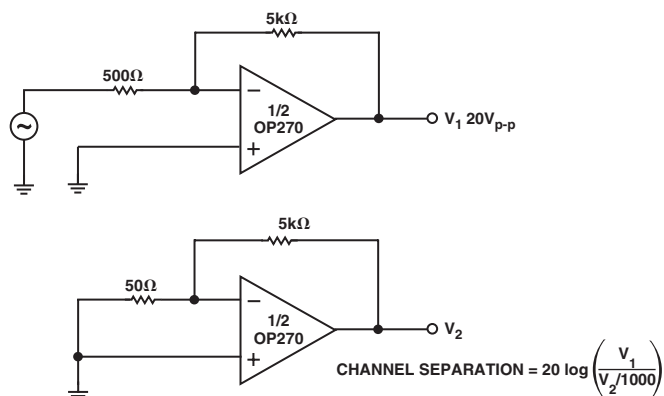 5kΩ
500Ω
−
1/2
OP270
+
~
V1 20Vp-p
5kΩ
50Ω
−
1/2
OP270
+
V2
CHANNEL SEPARATION = 20 log (V1 / V2/1000)